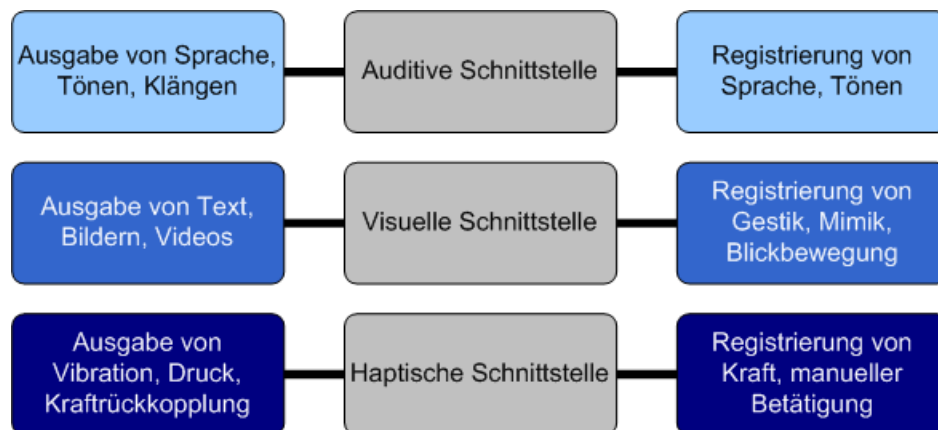 Ausgabe von Sprache,
Tönen, Klängen
Auditive Schnittstelle
Registrierung von
Sprache, Tönen
Ausgabe von Text,
Bildern, Videos
Visuelle Schnittstelle
Registrierung von
Gestik, Mimik,
Blickbewegung
Ausgabe von
Vibration, Druck,
Kraftrückkopplung
Haptische Schnittstelle
Registrierung von
Kraft, manueller
Betätigung